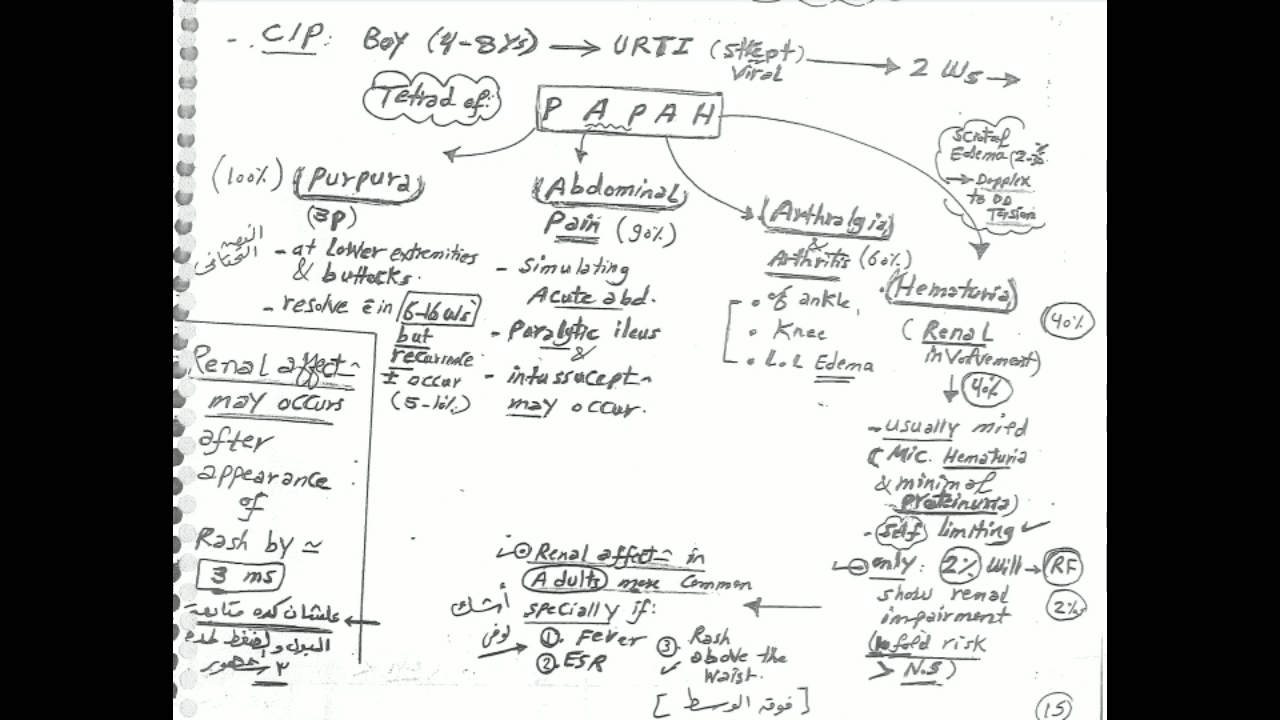 - C/P: Boy (4-8 ys) → URTI (strept) → 2 Ws →
Viral
Tetrad of:
P A P A H
Scrotal
Edema (2-
→ Dopplex
to DD
Torsion
(100%) (Purpura)
(3P)
- at Lower extremities
& buttocks.
- resolve in 6-16 ws
but
recurrence
± occur
(5-10%)
(Abdominal)
Pain (90%)
- Simulating
Acute abd.
- Paralytic ileus
&
- intussucept~
may occur.
(Arthralgia)
&
Arthritis (60%)
• of ankle,
• Knee
• L.L Edema
(Hematuria)
40%
(Renal
involvement)
↓ 40%
- usually mild
(Mic. Hematuria
& minimal
proteinuria)
- Self limiting ✓
only: 2% will → RF
show renal 2%
impairment
fold risk
> N.S)
Renal affect~
may occurs
after
appearance
of
Rash by ≃
3 ms
علشان كده متابعة
البول والضغط لمدة
٣ شهور
Renal affect~ in
Adults more Common
specially if:
أشك
① Fever
② ESR
③ Rash
above the
Waist.
[فوق الوسط]
15